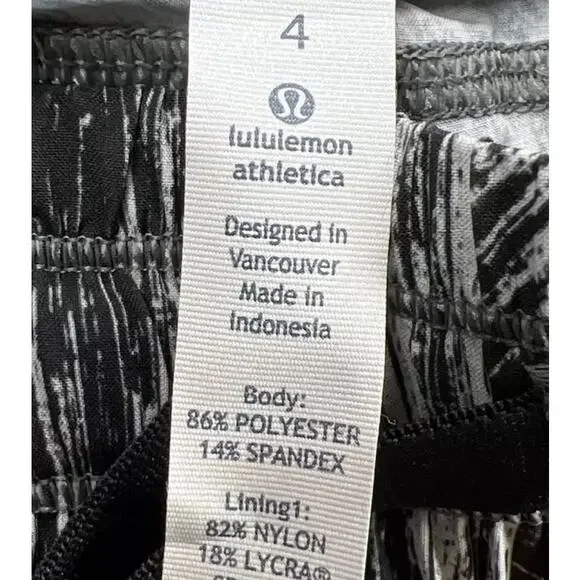 4
lululemon
athletica
Designed in
Vancouver
Made in
Indonesia
Body:
86% POLYESTER
14% SPANDEX
Lining1:
82% NYLON
18% LYCRA®